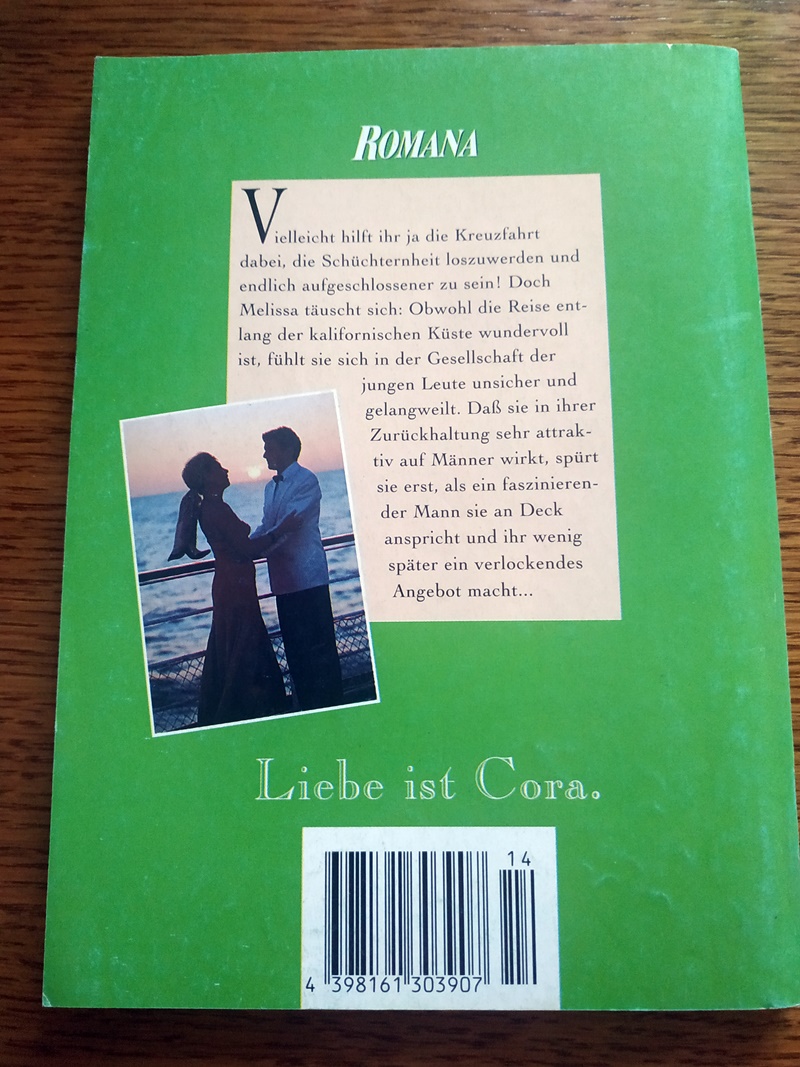 ROMANA
Vielleicht hilft ihr ja die Kreuzfahrt
dabei, die Schüchternheit loszuwerden und
endlich aufgeschlossener zu sein! Doch
Melissa täuscht sich: Obwohl die Reise ent-
lang der kalifornischen Küste wundervoll
ist, fühlt sie sich in der Gesellschaft der
jungen Leute unsicher und
gelangweilt. Daß sie in ihrer
Zurückhaltung sehr attrak-
tiv auf Männer wirkt, spürt
sie erst, als ein faszinieren-
der Mann sie an Deck
anspricht und ihr wenig
später ein verlockendes
Angebot macht...
Liebe ist Cora.
14
4 398161 303907